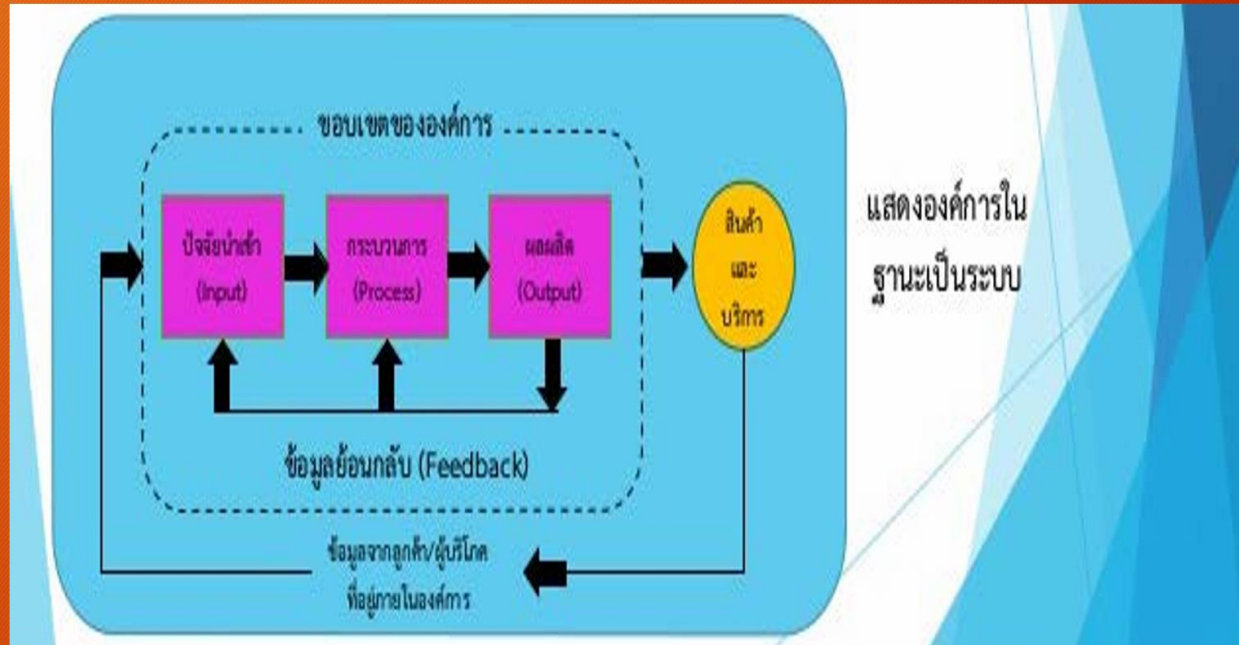 ขอบเขตขององค์การ
ปัจจัยนำเข้า
(Input)
กระบวนการ
(Process)
ผลผลิต
(Output)
สินค้า
และ
บริการ
ข้อมูลย้อนกลับ (Feedback)
ข้อมูลจากลูกค้า/ผู้บริโภค
ที่อยู่ภายในองค์การ
แสดงองค์การใน
ฐานะเป็นระบบ